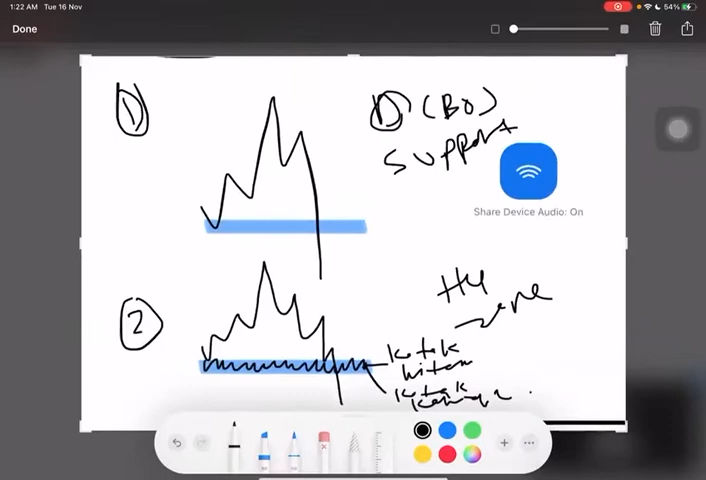 1:22 AM Tue 16 Nov
54%
Done
1
1 (BO)
Support
Share Device Audio: On
2
H4
zone
kotak
hitam
kotak